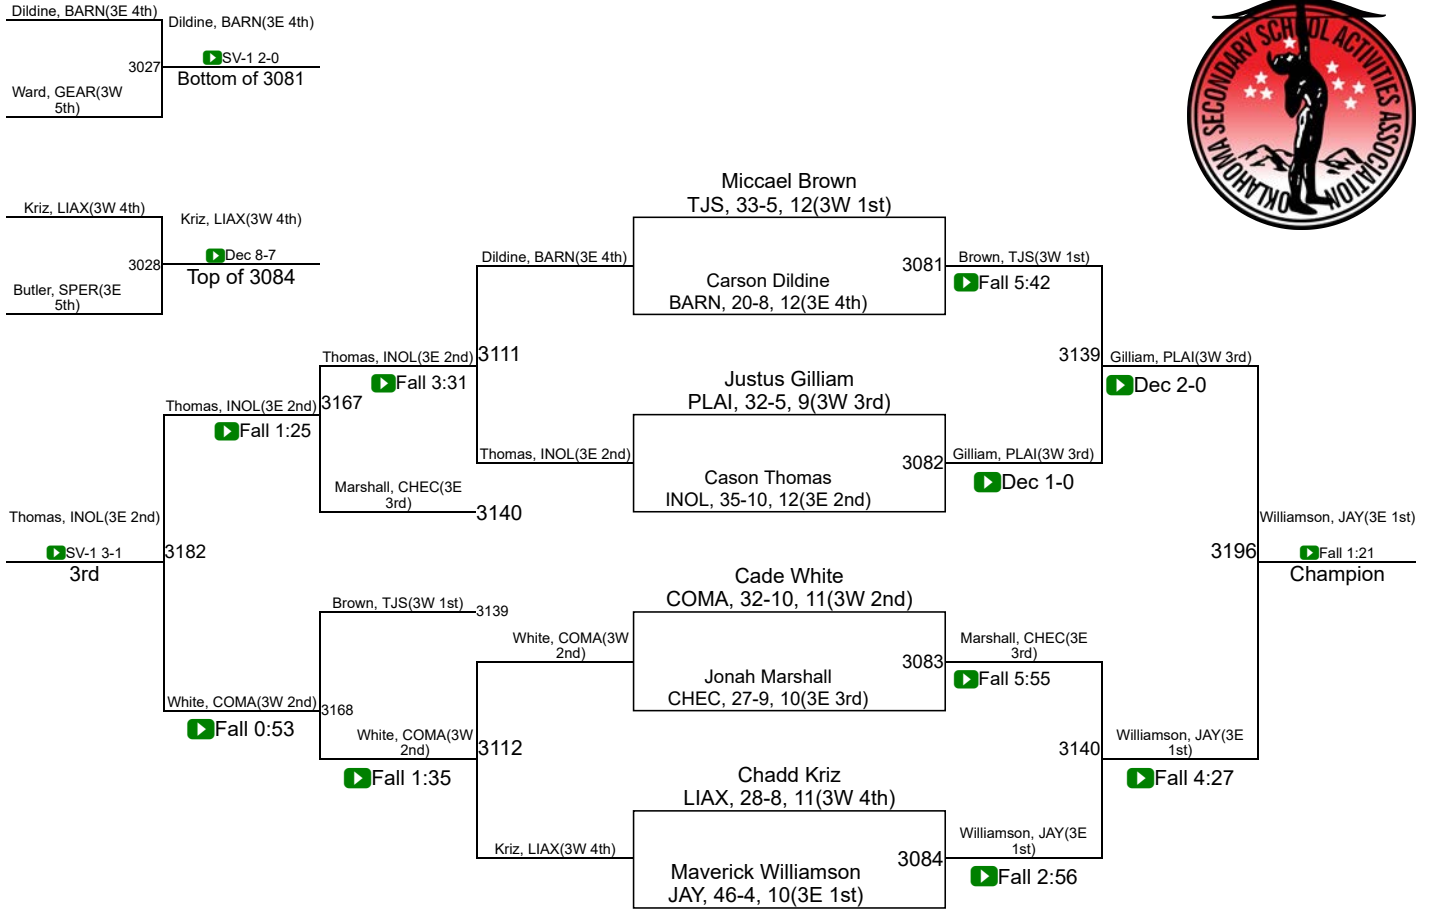 Dildine, BARN(3E 4th)
Dildine, BARN(3E 4th)
SV-1 2-0
3027
Bottom of 3081
Ward, GEAR(3W
5th)
OKLAHOMA SECONDARY SCHOOL ACTIVITIES ASSOCIATION
Kriz, LIAX(3W 4th)
Kriz, LIAX(3W 4th)
Dec 8-7
3028
Top of 3084
Butler, SPER(3E
5th)
Miccael Brown
TJS, 33-5, 12(3W 1st)
Dildine, BARN(3E 4th)
3081
Brown, TJS(3W 1st)
Carson Dildine
BARN, 20-8, 12(3E 4th)
Fall 5:42
Thomas, INOL(3E 2nd)
3111
Fall 3:31
3139
Gilliam, PLAI(3W 3rd)
Dec 2-0
Justus Gilliam
PLAI, 32-5, 9(3W 3rd)
Thomas, INOL(3E 2nd)
3167
Fall 1:25
Thomas, INOL(3E 2nd)
3082
Gilliam, PLAI(3W 3rd)
Cason Thomas
INOL, 35-10, 12(3E 2nd)
Dec 1-0
Marshall, CHEC(3E
3rd)
3140
Thomas, INOL(3E 2nd)
SV-1 3-1
3182
3rd
3196
Williamson, JAY(3E 1st)
Fall 1:21
Champion
Cade White
COMA, 32-10, 11(3W 2nd)
Brown, TJS(3W 1st)
3139
White, COMA(3W
2nd)
3083
Marshall, CHEC(3E
3rd)
Jonah Marshall
CHEC, 27-9, 10(3E 3rd)
Fall 5:55
White, COMA(3W 2nd)
3168
Fall 0:53
White, COMA(3W
2nd)
3112
Fall 1:35
3140
Williamson, JAY(3E
1st)
Fall 4:27
Chadd Kriz
LIAX, 28-8, 11(3W 4th)
Kriz, LIAX(3W 4th)
3084
Williamson, JAY(3E
1st)
Maverick Williamson
JAY, 46-4, 10(3E 1st)
Fall 2:56